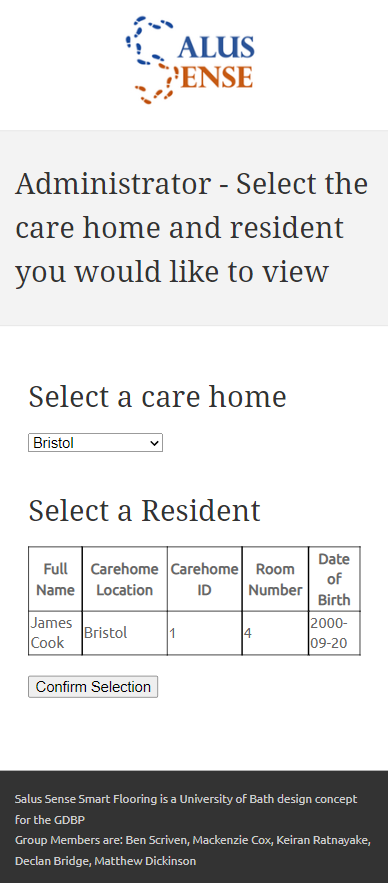 SALUS
SENSE
Administrator - Select the
care home and resident
you would like to view
Select a care home
Bristol
Select a Resident
Full Name Carehome Location Carehome ID Room Number Date of Birth
James Cook Bristol 1 4 2000-09-20
Confirm Selection
Salus Sense Smart Flooring is a University of Bath design concept
for the GDBP
Group Members are: Ben Scriven, Mackenzie Cox, Keiran Ratnayake,
Declan Bridge, Matthew Dickinson